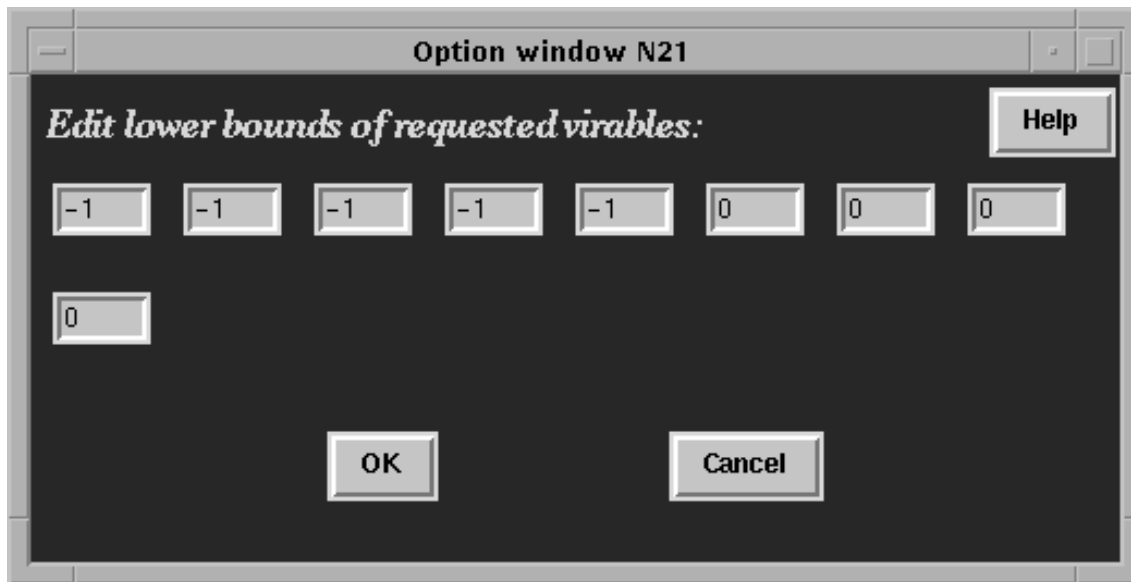 Option window N21
Edit lower bounds of requested virables:
Help
-1 -1 -1 -1 -1 0 0 0
0
OK Cancel